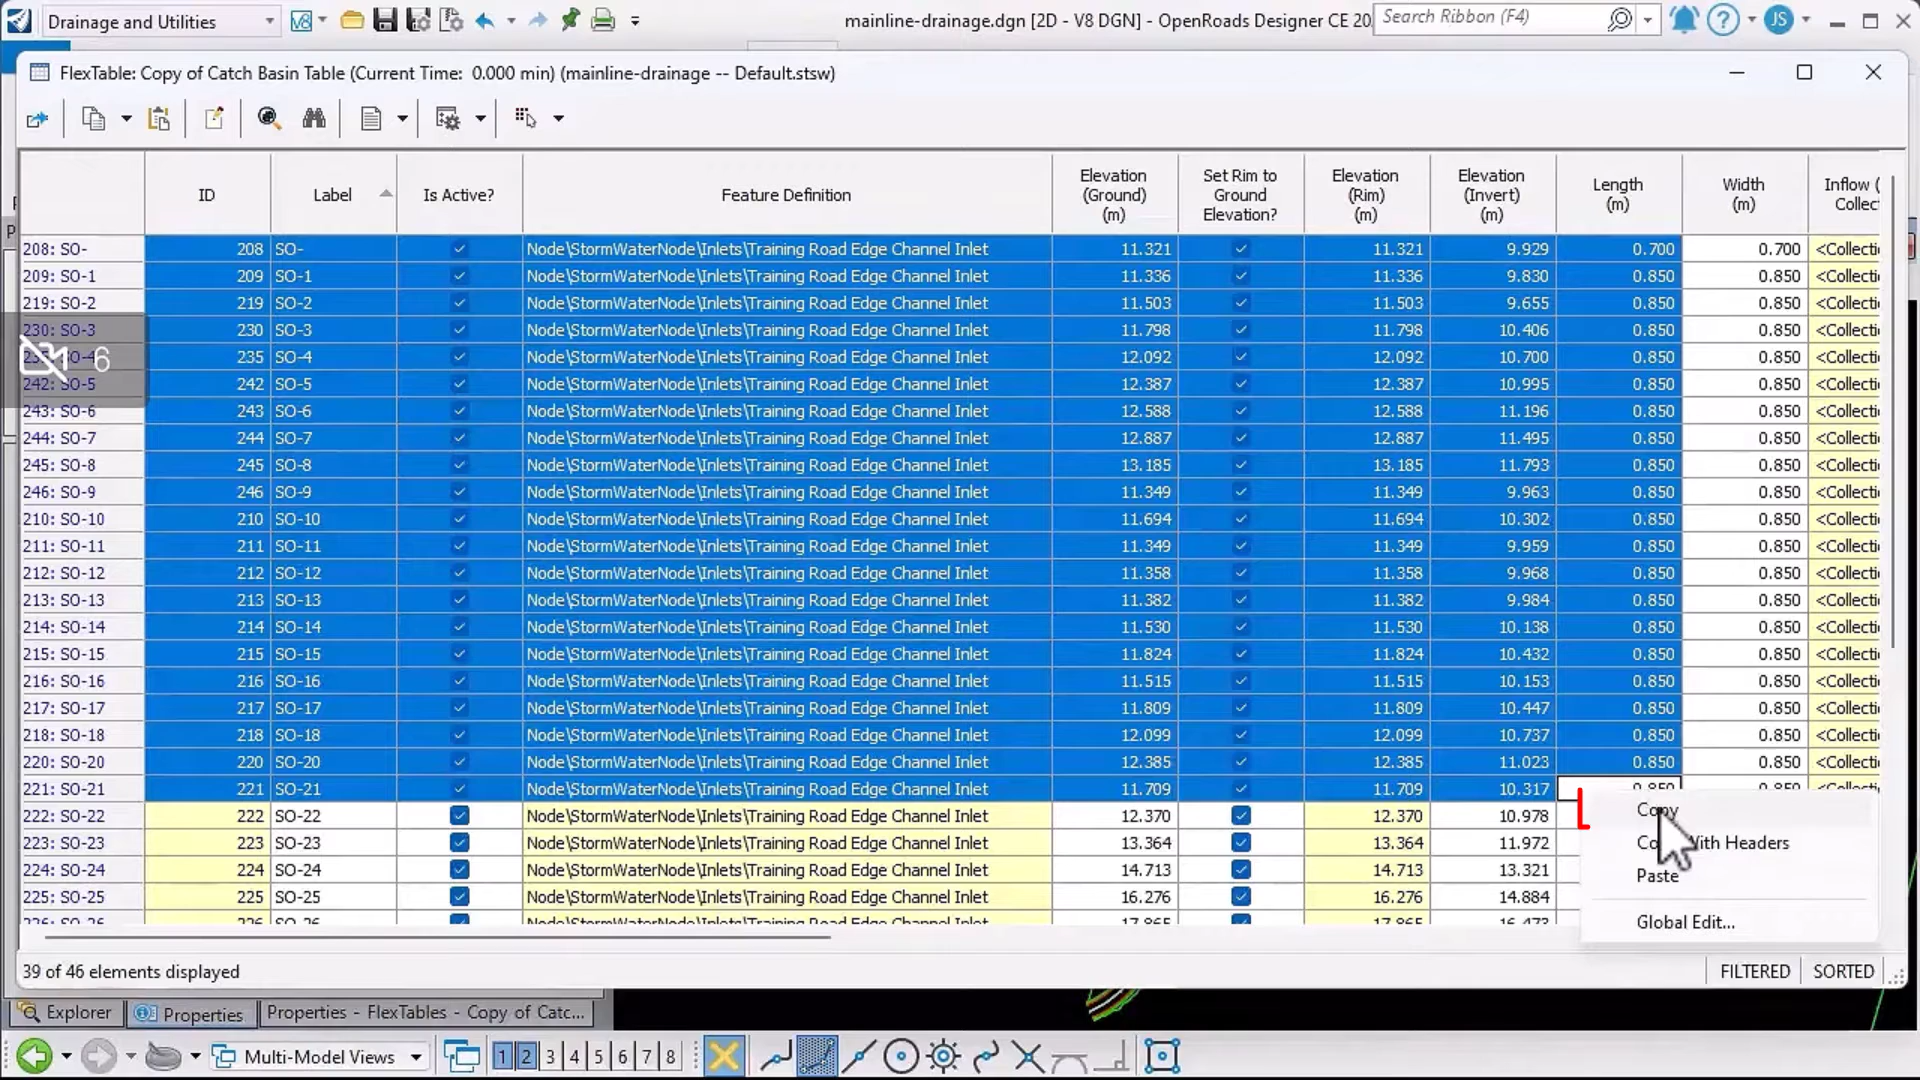 Drainage and Utilities
mainline-drainage.dgn [2D - V8 DGN] - OpenRoads Designer CE 20
Search Ribbon (F4)
JS
FlexTable: Copy of Catch Basin Table (Current Time: 0.000 min) (mainline-drainage -- Default.stsw)
ID Label Is Active? Feature Definition Elevation (Ground) (m) Set Rim to Ground Elevation? Elevation (Rim) (m) Elevation (Invert) (m) Length (m) Width (m) Inflow ( Collec
208: SO- 208 SO- Node\StormWaterNode\Inlets\Training Road Edge Channel Inlet 11.321 11.321 9.929 0.700 0.700 <Collecti
209: SO-1 209 SO-1 Node\StormWaterNode\Inlets\Training Road Edge Channel Inlet 11.336 11.336 9.830 0.850 0.850 <Collecti
219: SO-2 219 SO-2 Node\StormWaterNode\Inlets\Training Road Edge Channel Inlet 11.503 11.503 9.655 0.850 0.850 <Collecti
230: SO-3 230 SO-3 Node\StormWaterNode\Inlets\Training Road Edge Channel Inlet 11.798 11.798 10.406 0.850 0.850 <Collecti
6 235 SO-4 Node\StormWaterNode\Inlets\Training Road Edge Channel Inlet 12.092 12.092 10.700 0.850 0.850 <Collecti
242: SO-5 242 SO-5 Node\StormWaterNode\Inlets\Training Road Edge Channel Inlet 12.387 12.387 10.995 0.850 0.850 <Collecti
243: SO-6 243 SO-6 Node\StormWaterNode\Inlets\Training Road Edge Channel Inlet 12.588 12.588 11.196 0.850 0.850 <Collecti
244: SO-7 244 SO-7 Node\StormWaterNode\Inlets\Training Road Edge Channel Inlet 12.887 12.887 11.495 0.850 0.850 <Collecti
245: SO-8 245 SO-8 Node\StormWaterNode\Inlets\Training Road Edge Channel Inlet 13.185 13.185 11.793 0.850 0.850 <Collecti
246: SO-9 246 SO-9 Node\StormWaterNode\Inlets\Training Road Edge Channel Inlet 11.349 11.349 9.963 0.850 0.850 <Collecti
210: SO-10 210 SO-10 Node\StormWaterNode\Inlets\Training Road Edge Channel Inlet 11.694 11.694 10.302 0.850 0.850 <Collecti
211: SO-11 211 SO-11 Node\StormWaterNode\Inlets\Training Road Edge Channel Inlet 11.349 11.349 9.959 0.850 0.850 <Collecti
212: SO-12 212 SO-12 Node\StormWaterNode\Inlets\Training Road Edge Channel Inlet 11.358 11.358 9.968 0.850 0.850 <Collecti
213: SO-13 213 SO-13 Node\StormWaterNode\Inlets\Training Road Edge Channel Inlet 11.382 11.382 9.984 0.850 0.850 <Collecti
214: SO-14 214 SO-14 Node\StormWaterNode\Inlets\Training Road Edge Channel Inlet 11.530 11.530 10.138 0.850 0.850 <Collecti
215: SO-15 215 SO-15 Node\StormWaterNode\Inlets\Training Road Edge Channel Inlet 11.824 11.824 10.432 0.850 0.850 <Collecti
216: SO-16 216 SO-16 Node\StormWaterNode\Inlets\Training Road Edge Channel Inlet 11.515 11.515 10.153 0.850 0.850 <Collecti
217: SO-17 217 SO-17 Node\StormWaterNode\Inlets\Training Road Edge Channel Inlet 11.809 11.809 10.447 0.850 0.850 <Collecti
218: SO-18 218 SO-18 Node\StormWaterNode\Inlets\Training Road Edge Channel Inlet 12.099 12.099 10.737 0.850 0.850 <Collecti
220: SO-20 220 SO-20 Node\StormWaterNode\Inlets\Training Road Edge Channel Inlet 12.385 12.385 11.023 0.850 0.850 <Collecti
221: SO-21 221 SO-21 Node\StormWaterNode\Inlets\Training Road Edge Channel Inlet 11.709 11.709 10.317 0.850 0.850 <Collecti
222: SO-22 222 SO-22 Node\StormWaterNode\Inlets\Training Road Edge Channel Inlet 12.370 12.370 10.978
223: SO-23 223 SO-23 Node\StormWaterNode\Inlets\Training Road Edge Channel Inlet 13.364 13.364 11.972
224: SO-24 224 SO-24 Node\StormWaterNode\Inlets\Training Road Edge Channel Inlet 14.713 14.713 13.321
225: SO-25 225 SO-25 Node\StormWaterNode\Inlets\Training Road Edge Channel Inlet 16.276 16.276 14.884
226: SO-26 226 SO-26 Node\StormWaterNode\Inlets\Training Road Edge Channel Inlet 17.865 17.865 16.473
Copy
With Headers
Paste
Global Edit...
39 of 46 elements displayed
FILTERED SORTED
Explorer Properties Properties - FlexTables - Copy of Catc...
Multi-Model Views 1 2 3 4 5 6 7 8